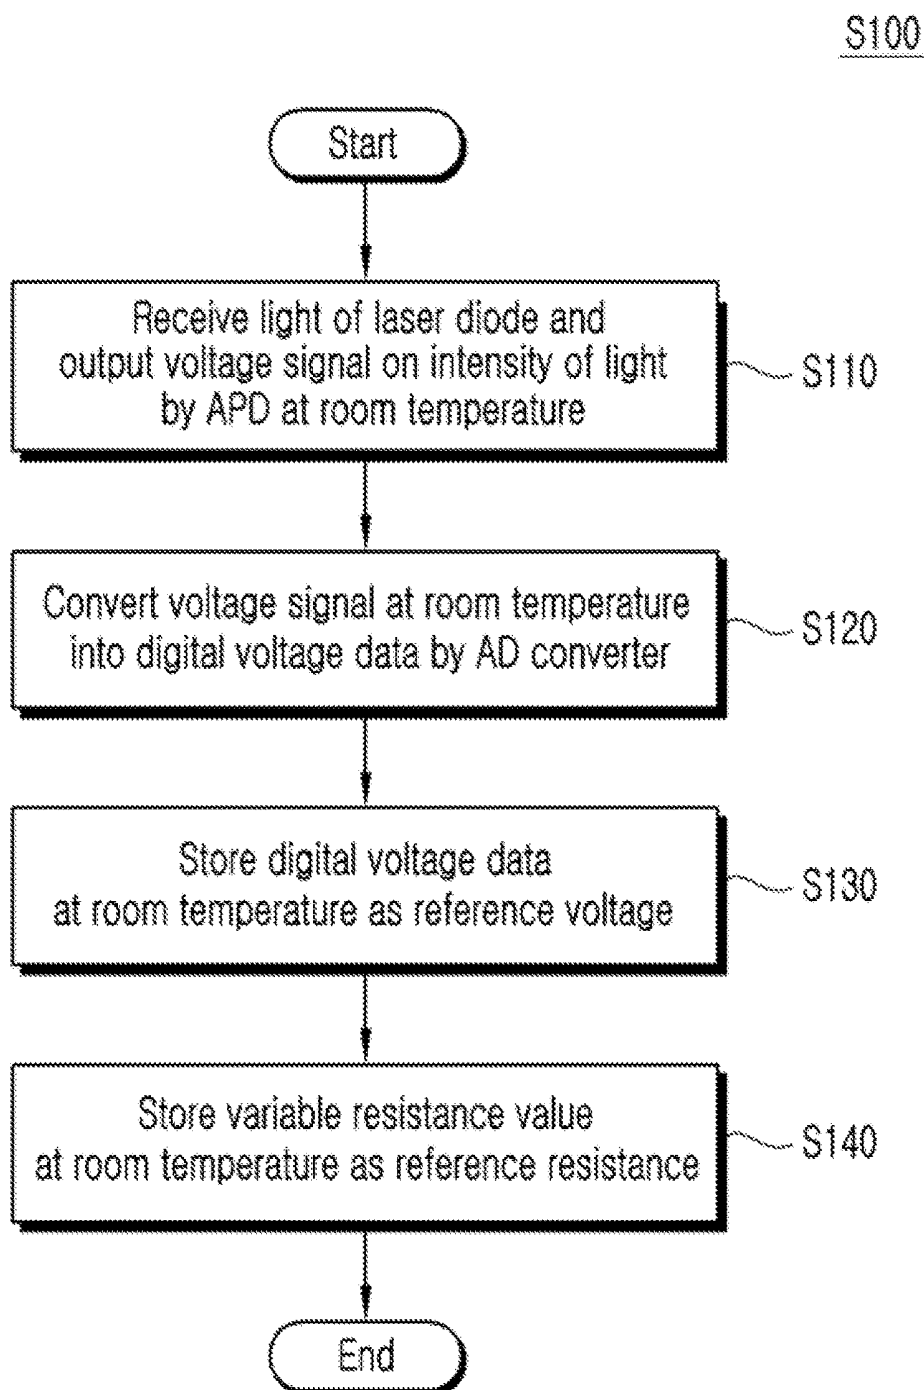 S100
Start
Receive light of laser diode and
output voltage signal on intensity of light
by APD at room temperature
S110
Convert voltage signal at room temperature
into digital voltage data by AD converter
S120
Store digital voltage data
at room temperature as reference voltage
S130
Store variable resistance value
at room temperature as reference resistance
S140
End